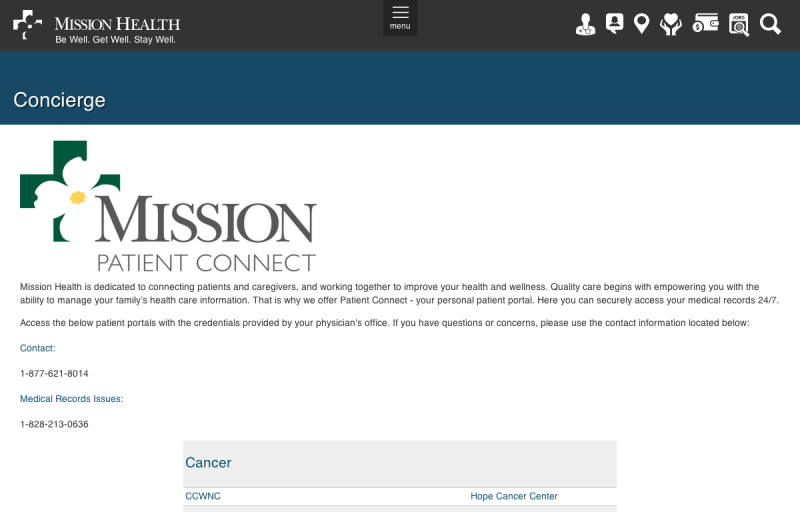 MISSION HEALTH
Be Well. Get Well. Stay Well.
menu
JOBS
$
Concierge
MISSION
PATIENT CONNECT
Mission Health is dedicated to connecting patients and caregivers, and working together to improve your health and wellness. Quality care begins with empowering you with the
ability to manage your family's health care information. That is why we offer Patient Connect - your personal patient portal. Here you can securely access your medical records 24/7.
Access the below patient portals with the credentials provided by your physician's office. If you have questions or concerns, please use the contact information located below:
Contact:
1-877-621-8014
Medical Records Issues:
1-828-213-0636
Cancer
CCWNC Hope Cancer Center